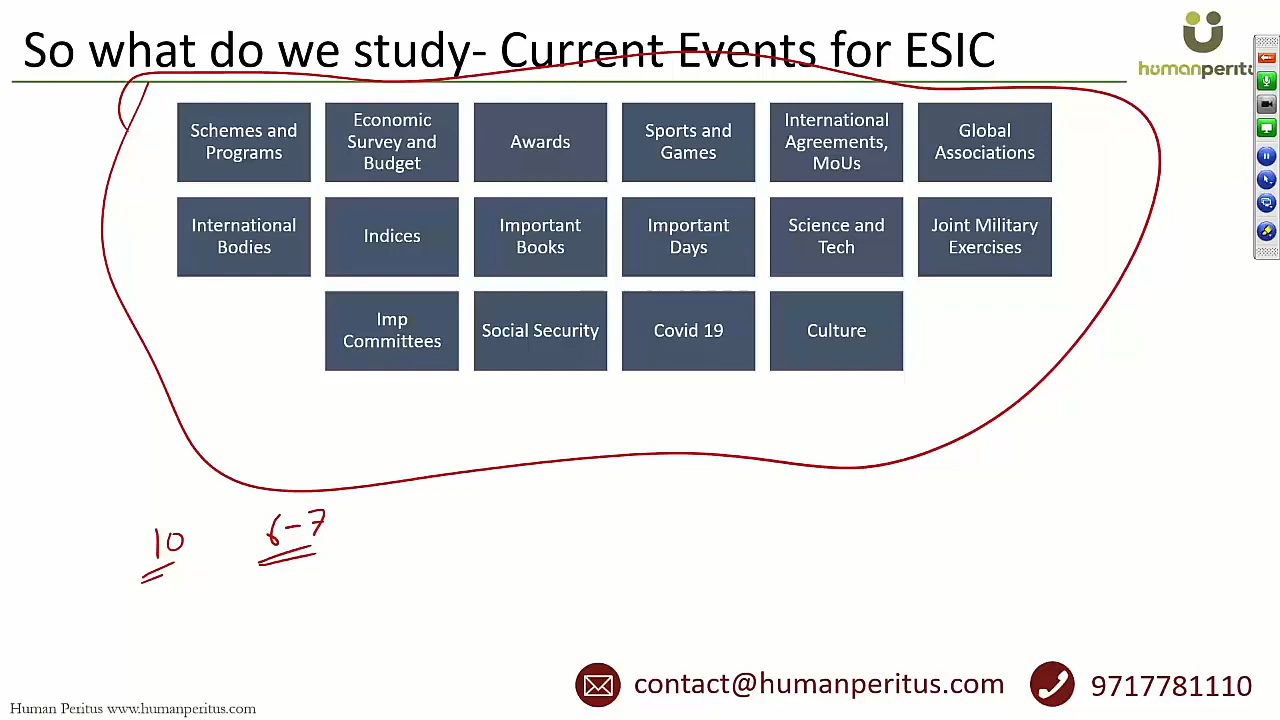 So what do we study- Current Events for ESIC
humanperitu
Schemes and
Programs
Economic
Survey and
Budget
Awards
Sports and
Games
International
Agreements,
MoUs
Global
Associations
International
Bodies
Indices
Important
Books
Important
Days
Science and
Tech
Joint Military
Exercises
Imp
Committees
Social Security
Covid 19
Culture
10
6-7
contact@humanperitus.com
9717781110
Human Peritus www.humanperitus.com